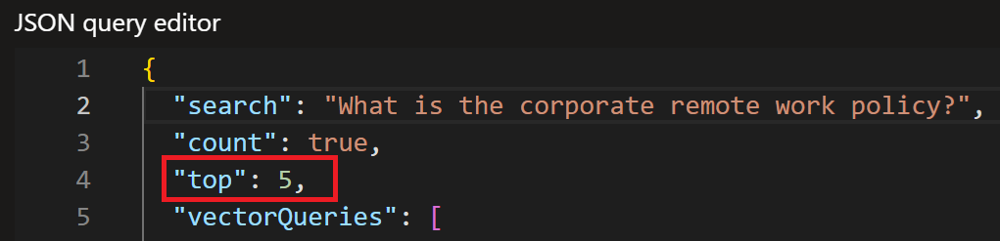 JSON query editor
1 {
2 "search": "What is the corporate remote work policy?",
3 "count": true,
4 "top": 5,
5 "vectorQueries": [